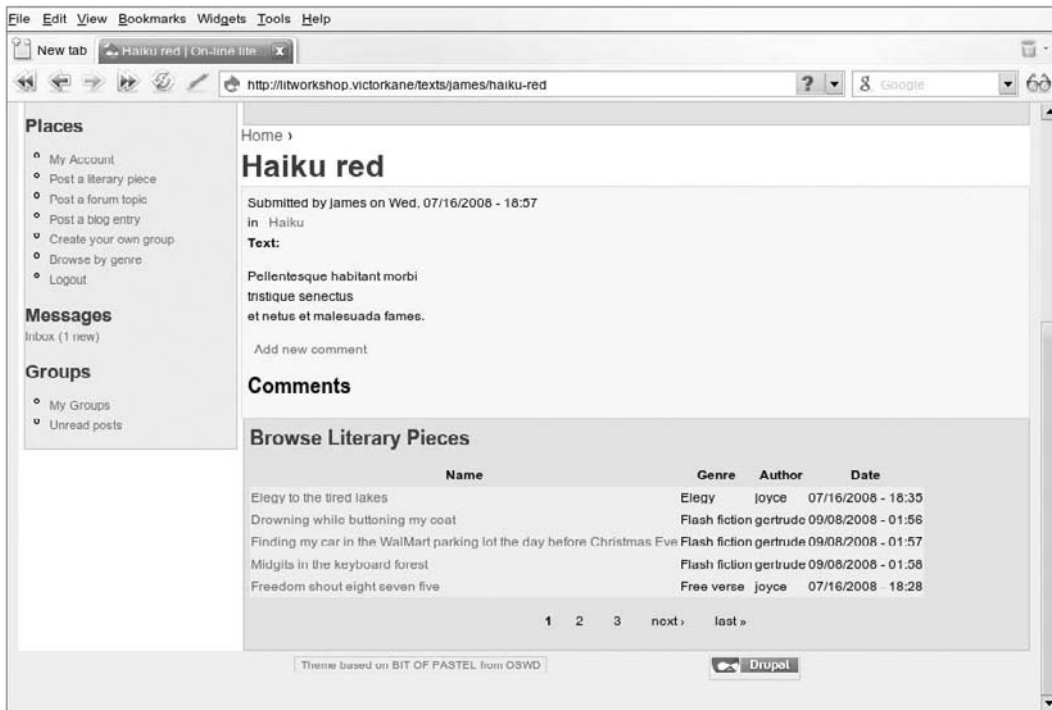 File Edit View Bookmarks Widgets Tools Help
New tab Haiku red | On-line lite x
http://litworkshop.victorkane/texts/james/haiku-red ? g Google
Places
My Account
Post a literary piece
Post a forum topic
Post a blog entry
Create your own group
Browse by genre
Logout
Messages
Inbox (1 new)
Groups
My Groups
Unread posts
Home ›
Haiku red
Submitted by james on Wed, 07/16/2008 - 18:57
in Haiku
Text:
Pellentesque habitant morbi
tristique senectus
et netus et malesuada fames.
Add new comment
Comments
Browse Literary Pieces
Name Genre Author Date
Elegy to the tired lakes Elegy joyce 07/16/2008 - 18:35
Drowning while buttoning my coat Flash fiction gertrude 09/08/2008 - 01:56
Finding my car in the WalMart parking lot the day before Christmas Eve Flash fiction gertrude 09/08/2008 - 01:57
Midgits in the keyboard forest Flash fiction gertrude 09/08/2008 - 01:58
Freedom shout eight seven five Free verse joyce 07/16/2008 - 18:28
1 2 3 next › last »
Theme based on BIT OF PASTEL from OSWD
Drupal